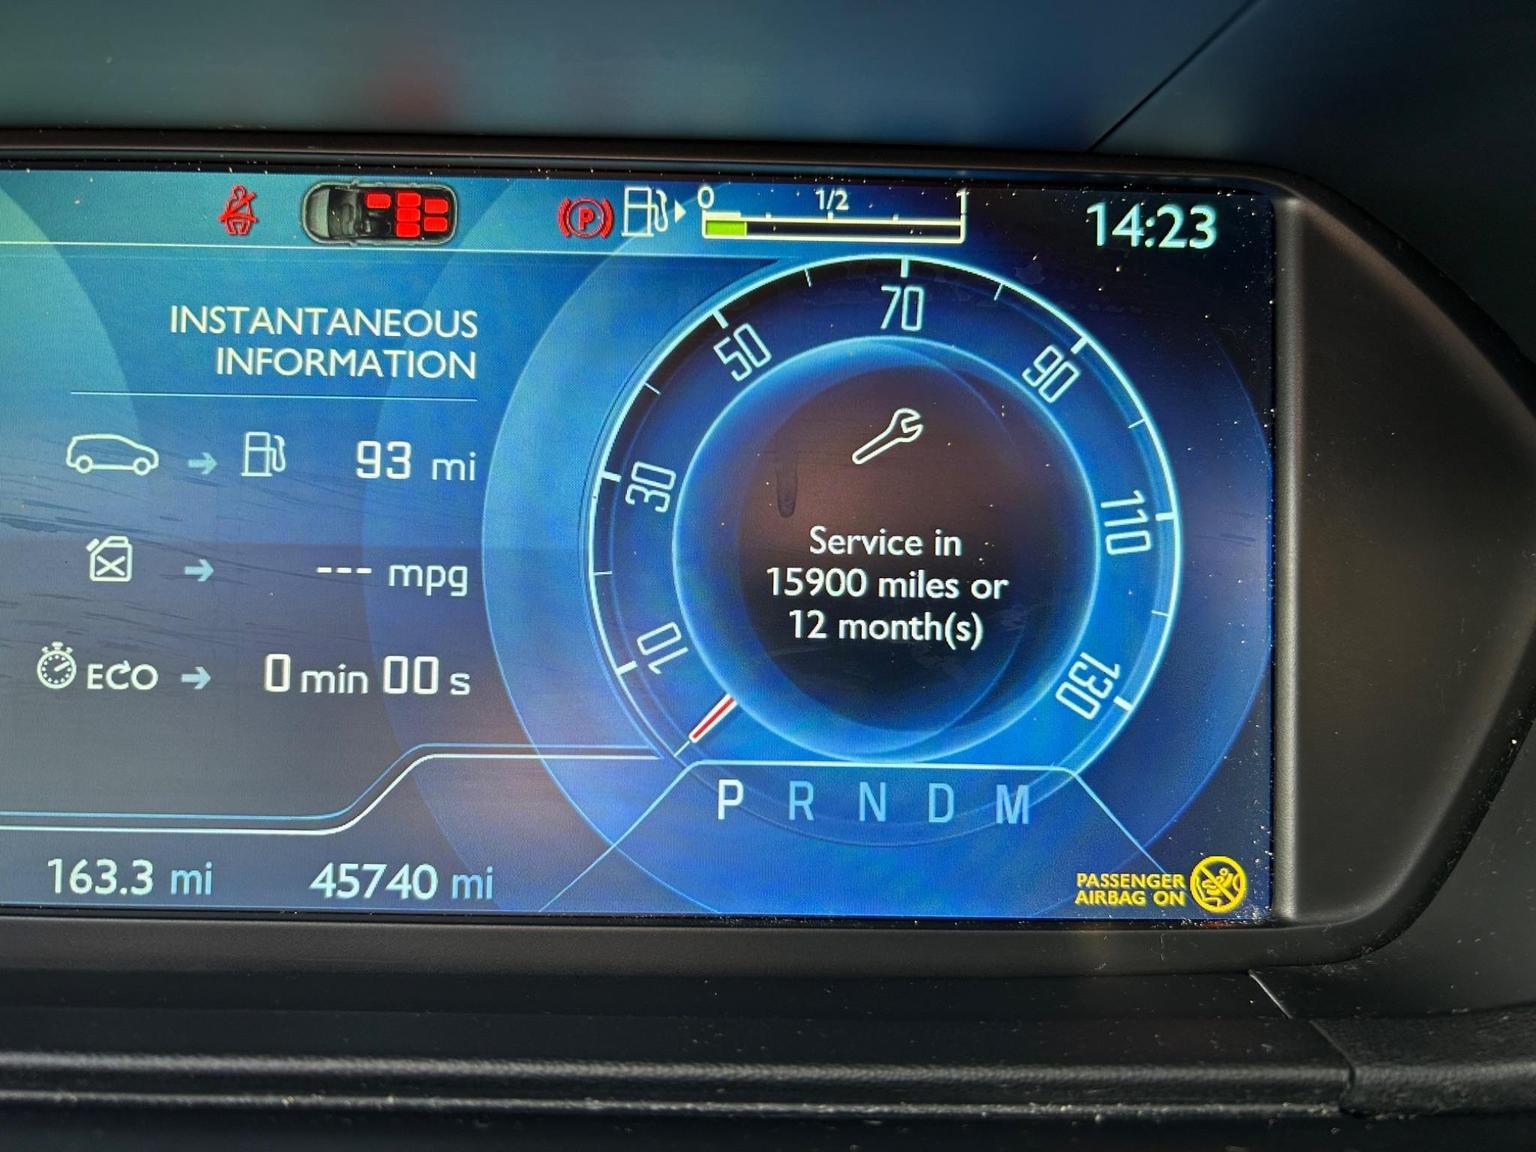 0 1/2 1
14:23
INSTANTANEOUS
INFORMATION
93 mi
--- mpg
ECO 0 min 00 s
10 30 50 70 90 110 130
Service in
15900 miles or
12 month(s)
P R N D M
163.3 mi 45740 mi
PASSENGER
AIRBAG ON